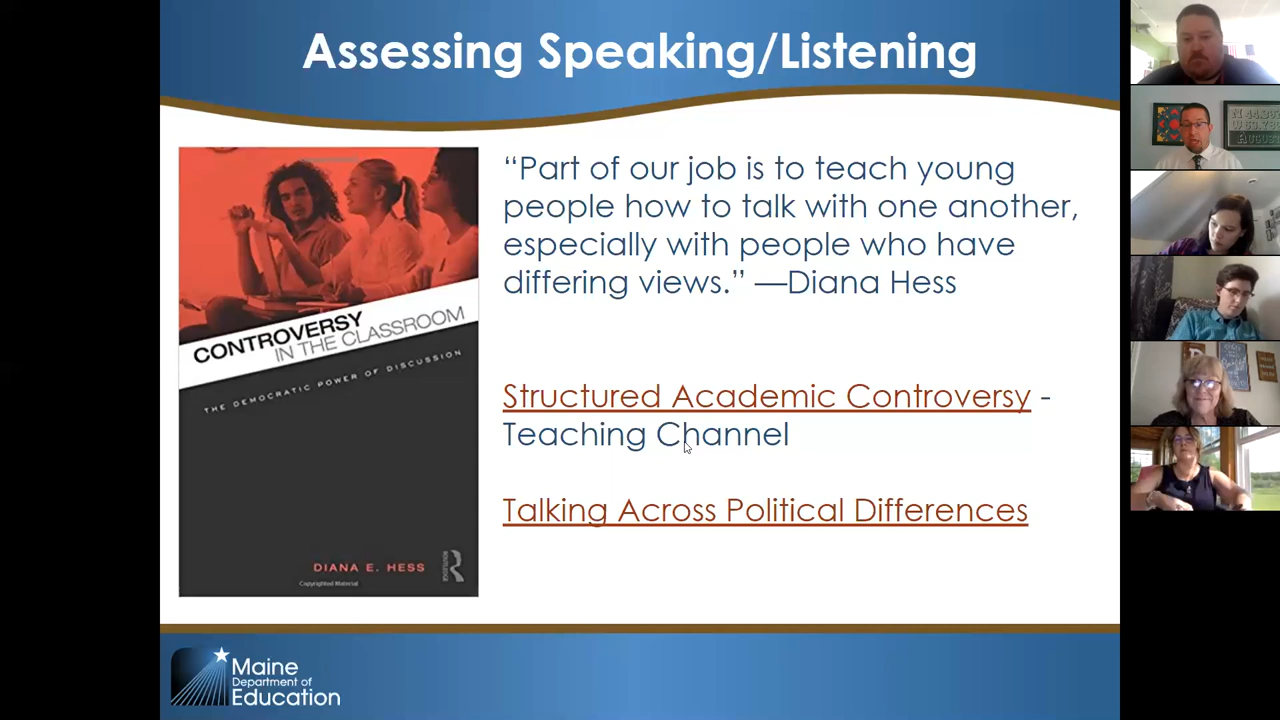 Assessing Speaking/Listening
CONTROVERSY
IN THE CLASSROOM
THE DEMOCRATIC POWER OF DISCUSSION
DIANA E. HESS
ROUTLEDGE
Copyrighted Material
“Part of our job is to teach young
people how to talk with one another,
especially with people who have
differing views.” —Diana Hess
Structured Academic Controversy -
Teaching Channel
Talking Across Political Differences
Maine
Department of
Education